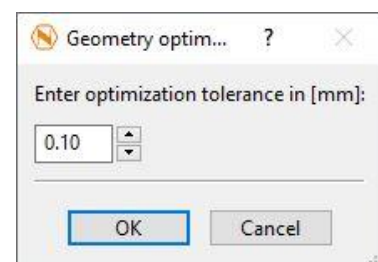 Geometry optim... ?
Enter optimization tolerance in [mm]:
0.10
OK Cancel